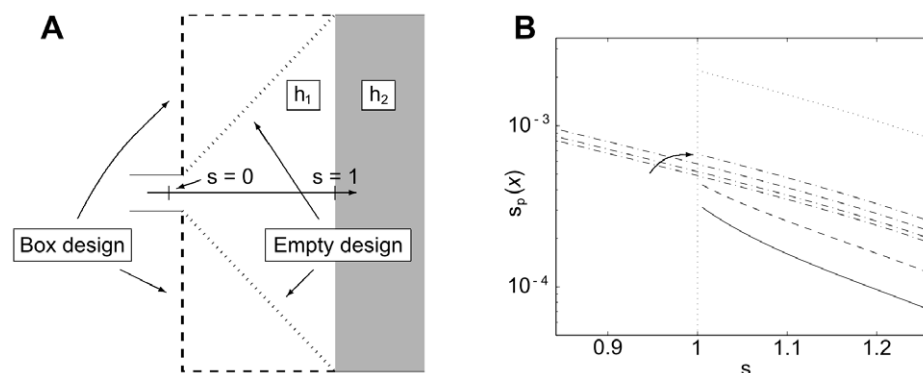 A
h₁
h₂
s = 0
s = 1
Box design
Empty design
B
sₚ(x)
10⁻³
10⁻⁴
0.9
1
1.1
1.2
s